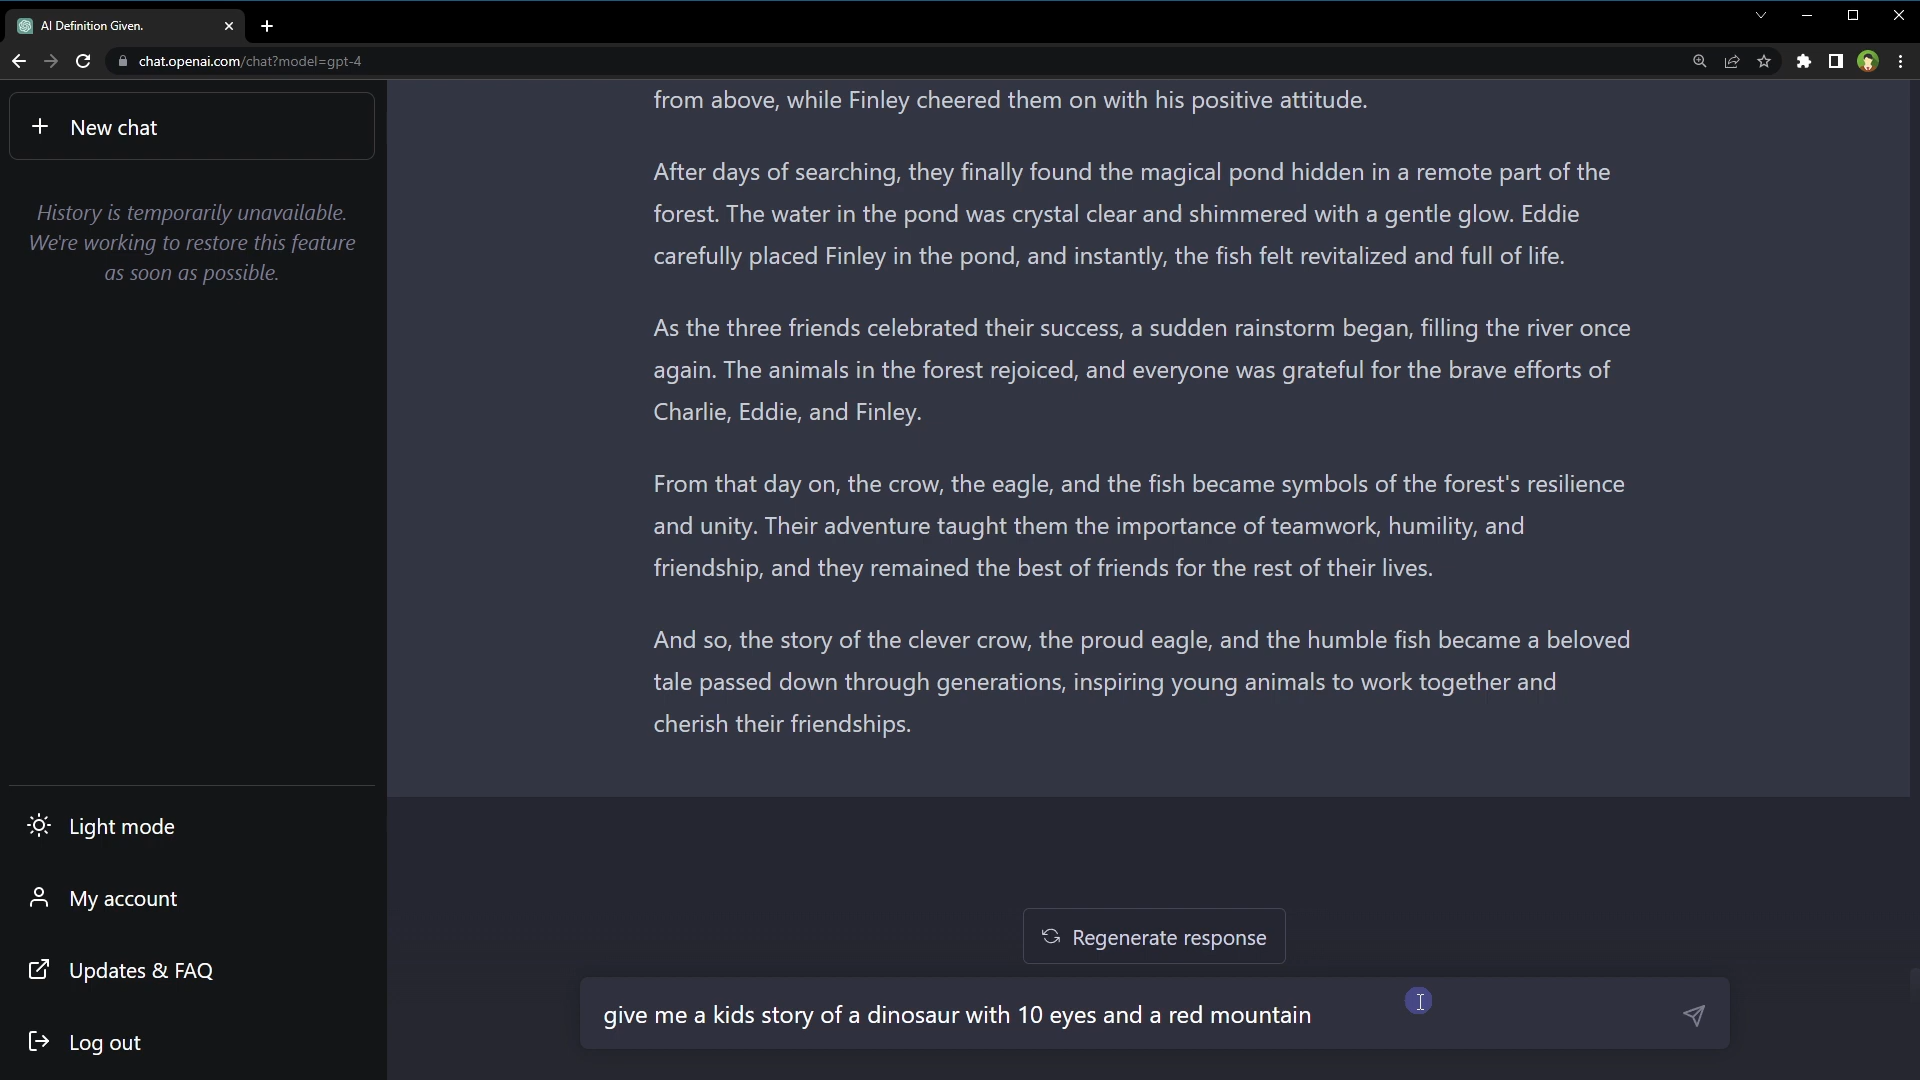 AI Definition Given.
chat.openai.com/chat?model=gpt-4
New chat
History is temporarily unavailable.
We're working to restore this feature
as soon as possible.
from above, while Finley cheered them on with his positive attitude.
After days of searching, they finally found the magical pond hidden in a remote part of the
forest. The water in the pond was crystal clear and shimmered with a gentle glow. Eddie
carefully placed Finley in the pond, and instantly, the fish felt revitalized and full of life.
As the three friends celebrated their success, a sudden rainstorm began, filling the river once
again. The animals in the forest rejoiced, and everyone was grateful for the brave efforts of
Charlie, Eddie, and Finley.
From that day on, the crow, the eagle, and the fish became symbols of the forest's resilience
and unity. Their adventure taught them the importance of teamwork, humility, and
friendship, and they remained the best of friends for the rest of their lives.
And so, the story of the clever crow, the proud eagle, and the humble fish became a beloved
tale passed down through generations, inspiring young animals to work together and
cherish their friendships.
Light mode
My account
Updates & FAQ
Log out
Regenerate response
give me a kids story of a dinosaur with 10 eyes and a red mountain